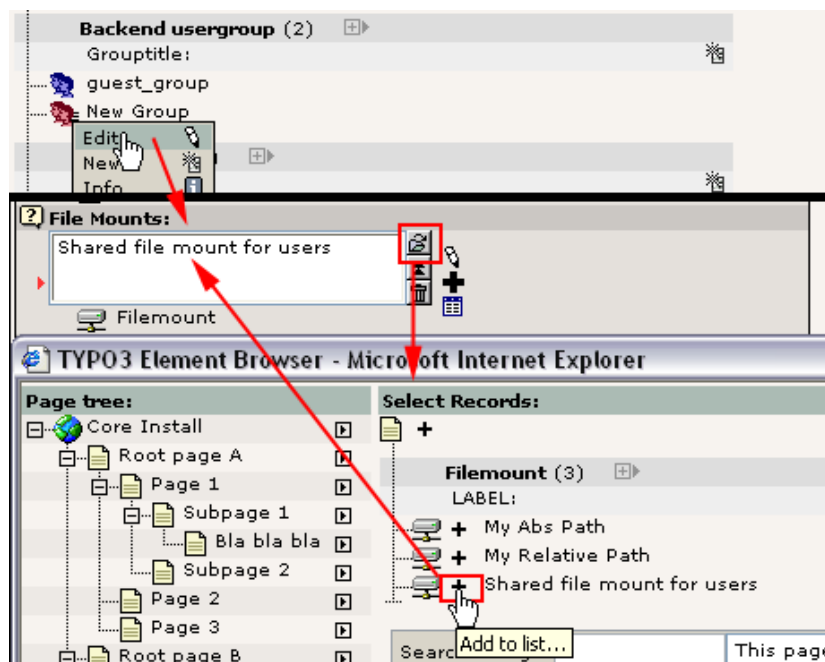 Backend usergroup (2)
Grouptitle:
guest_group
New Group
Edit
New
Info
File Mounts:
Shared file mount for users
Filemount
TYPO3 Element Browser - Microsoft Internet Explorer
Page tree:
Core Install
Root page A
Page 1
Subpage 1
Bla bla bla
Subpage 2
Page 2
Page 3
Root page B
Select Records:
Filemount (3)
LABEL:
My Abs Path
My Relative Path
Shared file mount for users
Add to list...
This page